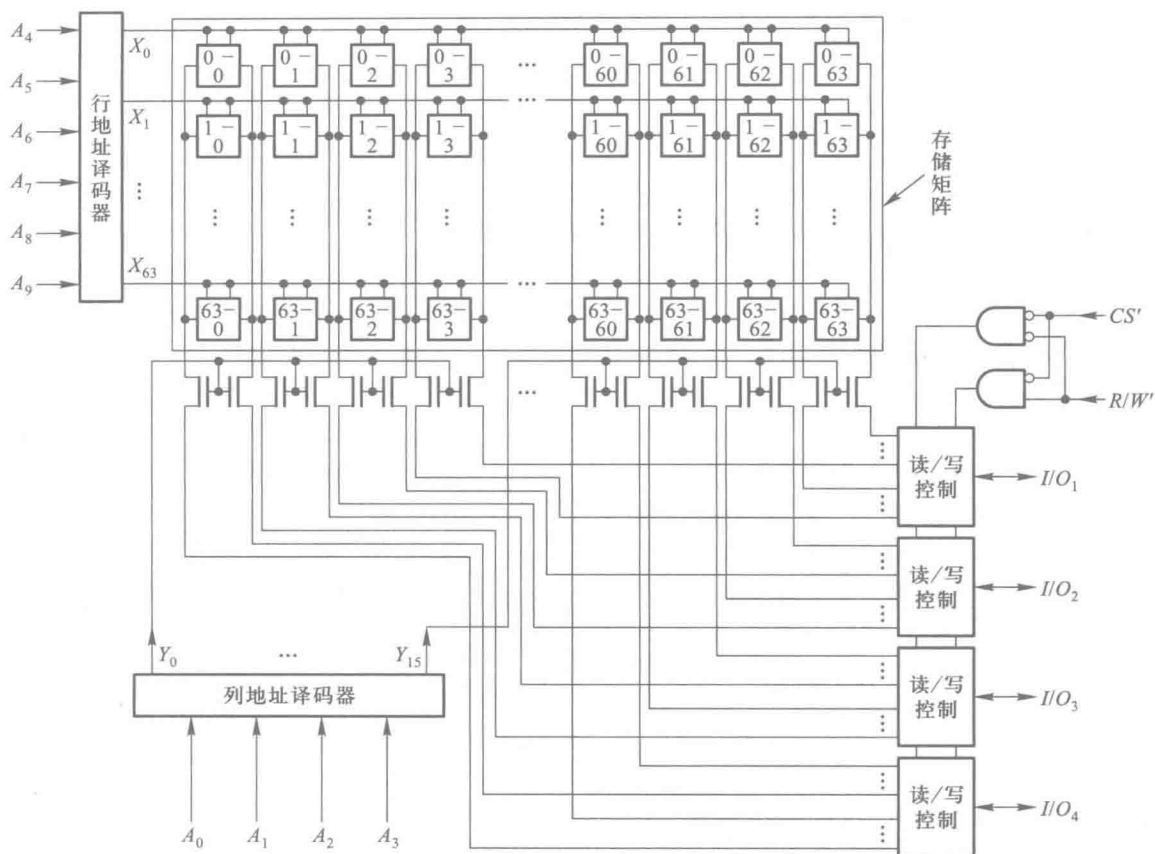 A4
A5
A6
A7
A8
A9
行地址译码器
X0
X1
⋮
X63
0-0
0-1
0-2
0-3
…
0-60
0-61
0-62
0-63
1-0
1-1
1-2
1-3
…
1-60
1-61
1-62
1-63
63-0
63-1
63-2
63-3
…
63-60
63-61
63-62
63-63
存储矩阵
CS'
R/W'
读/写控制
I/O1
读/写控制
I/O2
读/写控制
I/O3
读/写控制
I/O4
Y0
…
Y15
列地址译码器
A0
A1
A2
A3